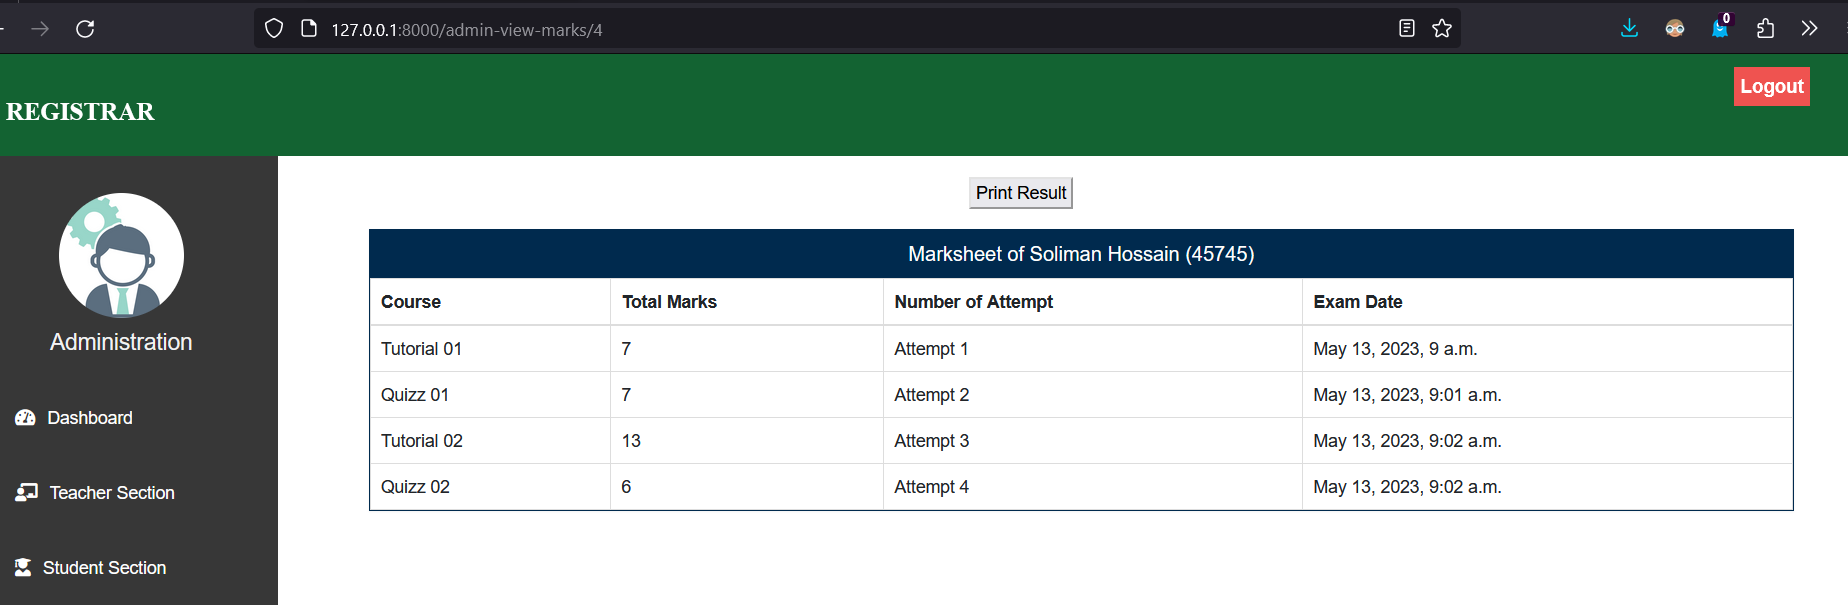 127.0.0.1:8000/admin-view-marks/4
0
REGISTRAR
Logout
Administration
Dashboard
Teacher Section
Student Section
Print Result
Marksheet of Soliman Hossain (45745)
Course Total Marks Number of Attempt Exam Date
Tutorial 01 7 Attempt 1 May 13, 2023, 9 a.m.
Quizz 01 7 Attempt 2 May 13, 2023, 9:01 a.m.
Tutorial 02 13 Attempt 3 May 13, 2023, 9:02 a.m.
Quizz 02 6 Attempt 4 May 13, 2023, 9:02 a.m.